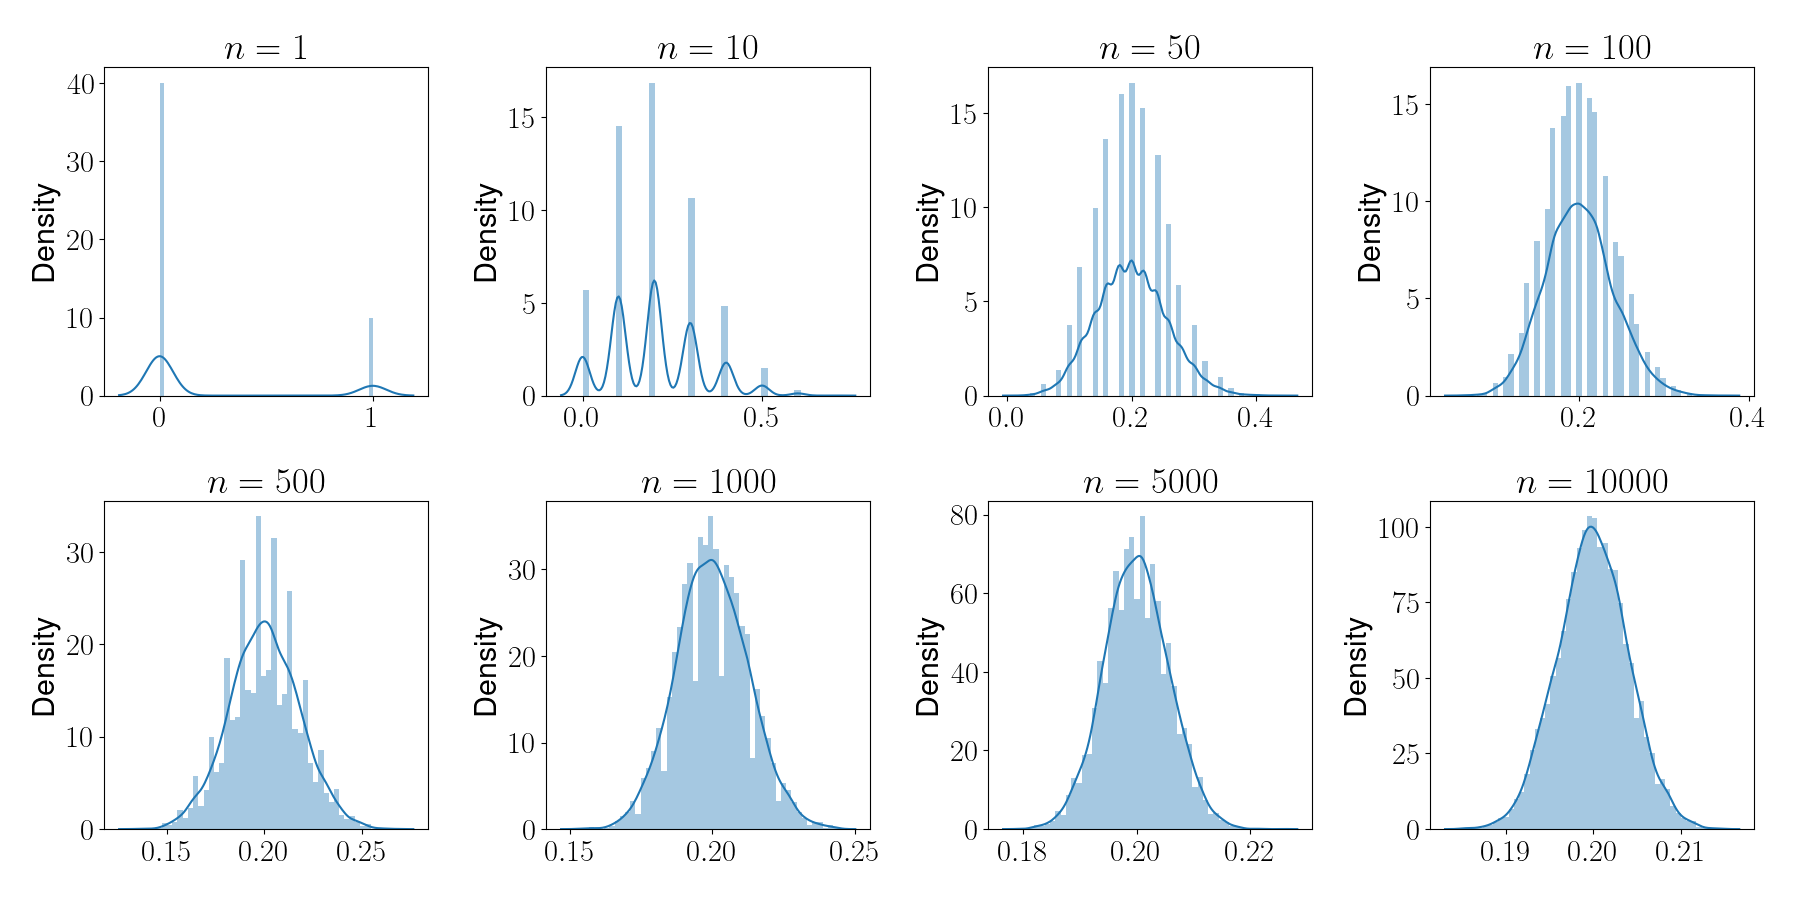 n = 1
40
30
20
10
0
0 1
Density
n = 10
15
10
5
0
0.0 0.5
Density
n = 50
15
10
5
0
0.0 0.2 0.4
Density
n = 100
15
10
5
0
0.2 0.4
Density
n = 500
30
20
10
0
0.15 0.20 0.25
Density
n = 1000
30
20
10
0
0.15 0.20 0.25
Density
n = 5000
80
60
40
20
0
0.18 0.20 0.22
Density
n = 10000
100
75
50
25
0
0.19 0.20 0.21
Density